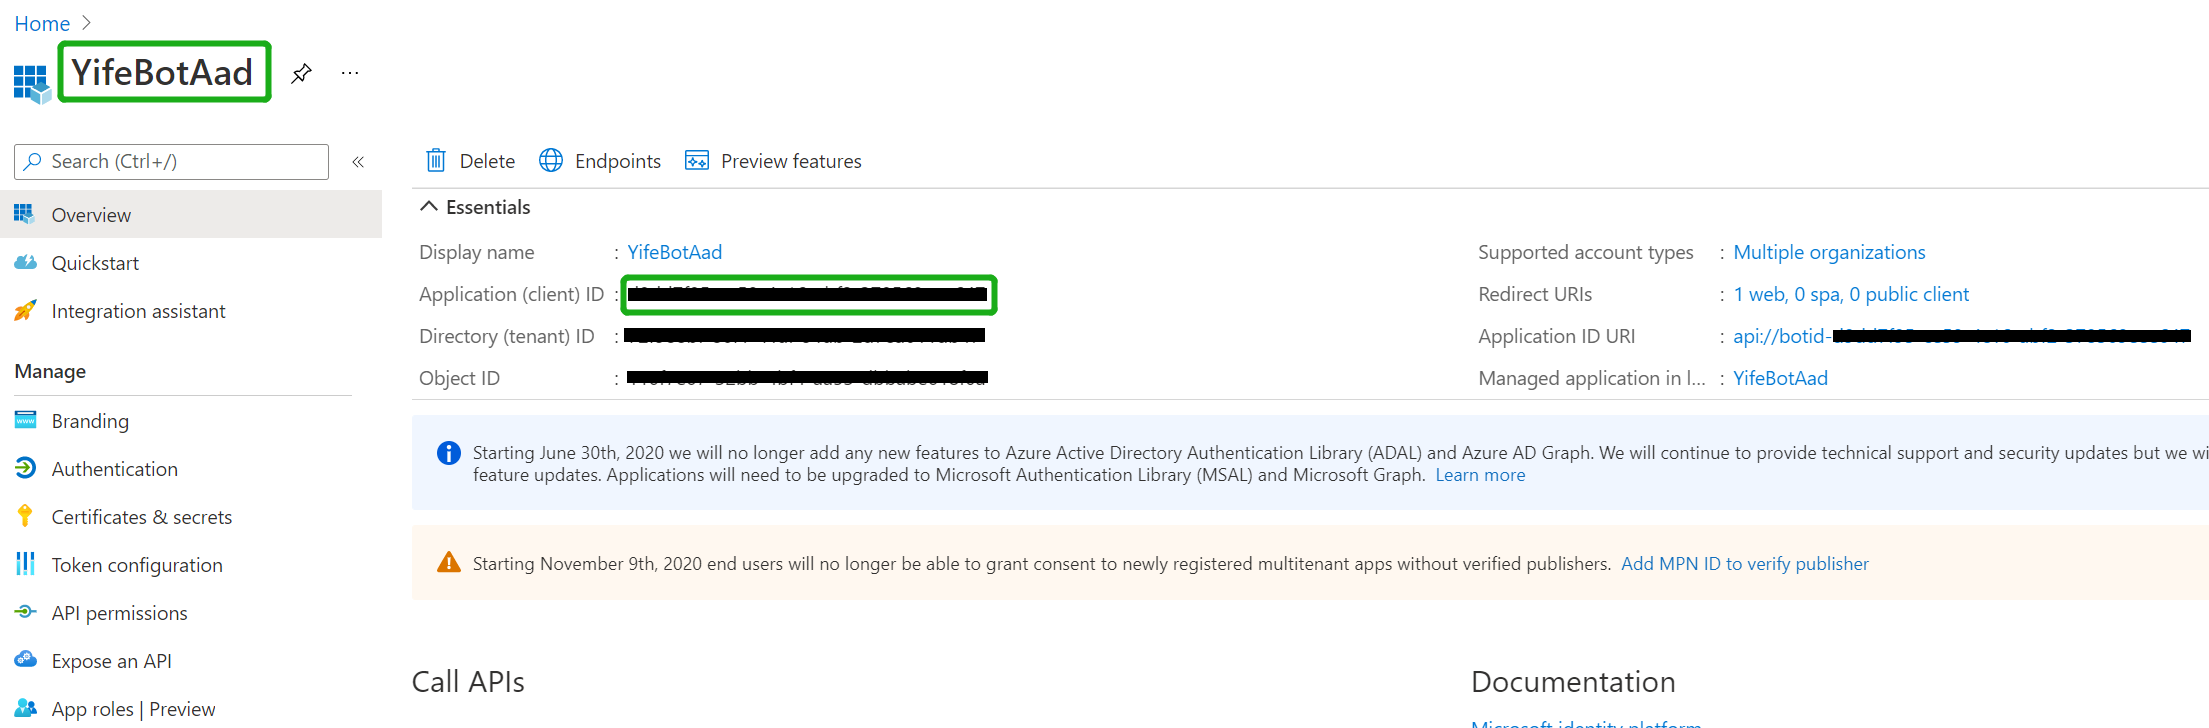 Home
YifeBotAad
Search (Ctrl+/)
Delete Endpoints Preview features
Overview
Quickstart
Integration assistant
Manage
Branding
Authentication
Certificates & secrets
Token configuration
API permissions
Expose an API
App roles | Preview
Essentials
Display name : YifeBotAad
Application (client) ID :
Directory (tenant) ID :
Object ID :
Supported account types : Multiple organizations
Redirect URIs : 1 web, 0 spa, 0 public client
Application ID URI : api://botid-
Managed application in l... : YifeBotAad
Starting June 30th, 2020 we will no longer add any new features to Azure Active Directory Authentication Library (ADAL) and Azure AD Graph. We will continue to provide technical support and security updates but we wi
feature updates. Applications will need to be upgraded to Microsoft Authentication Library (MSAL) and Microsoft Graph. Learn more
Starting November 9th, 2020 end users will no longer be able to grant consent to newly registered multitenant apps without verified publishers. Add MPN ID to verify publisher
Call APIs
Documentation
Microsoft identity platform